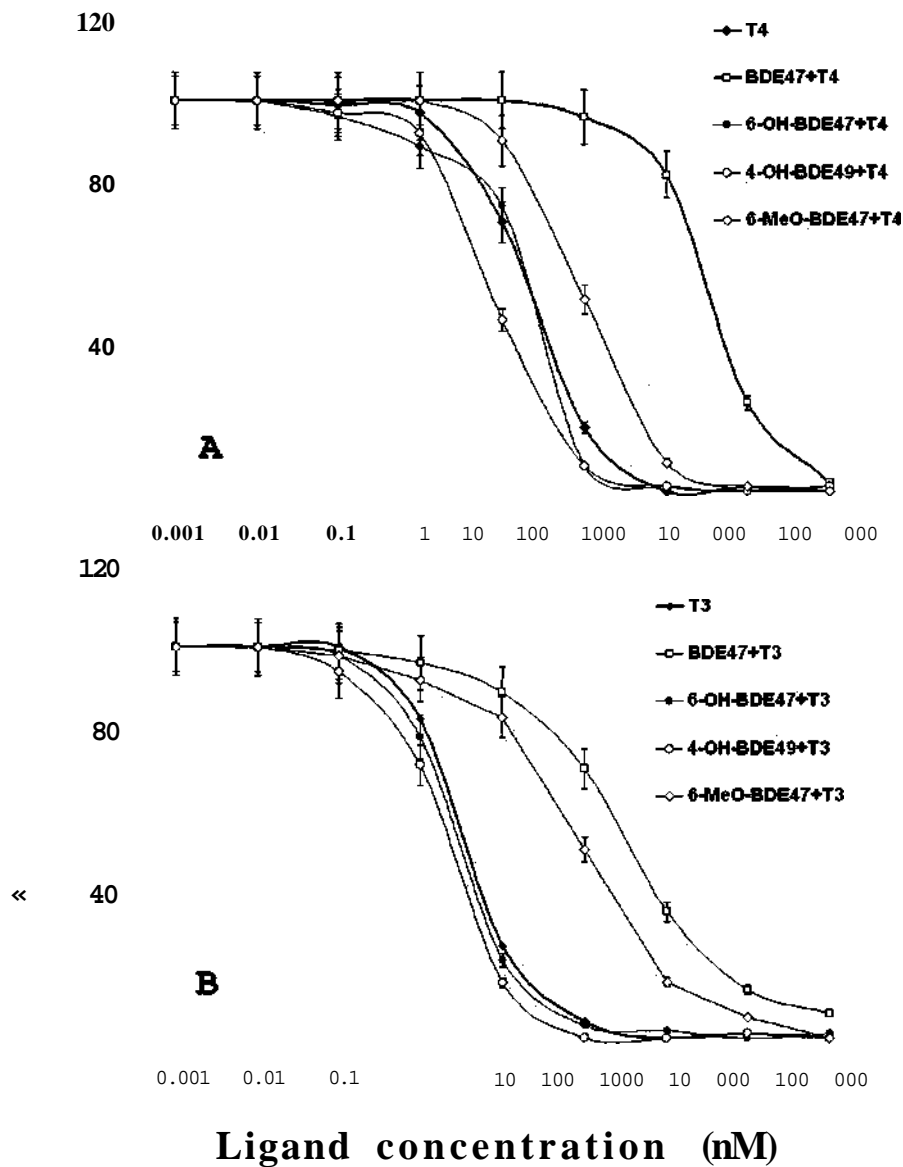 120
T4
BDE47+T4
6-OH-BDE47+T4
4-OH-BDE49+T4
6-MeO-BDE47+T4
80
40
A
0.001 0.01 0.1 1 10 100 1000 10 000 100 000
120
T3
BDE47+T3
6-OH-BDE47+T3
4-OH-BDE49+T3
6-MeO-BDE47+T3
80
« 40
B
0.001 0.01 0.1 10 100 1000 10 000 100 000
Ligand concentration (nM)